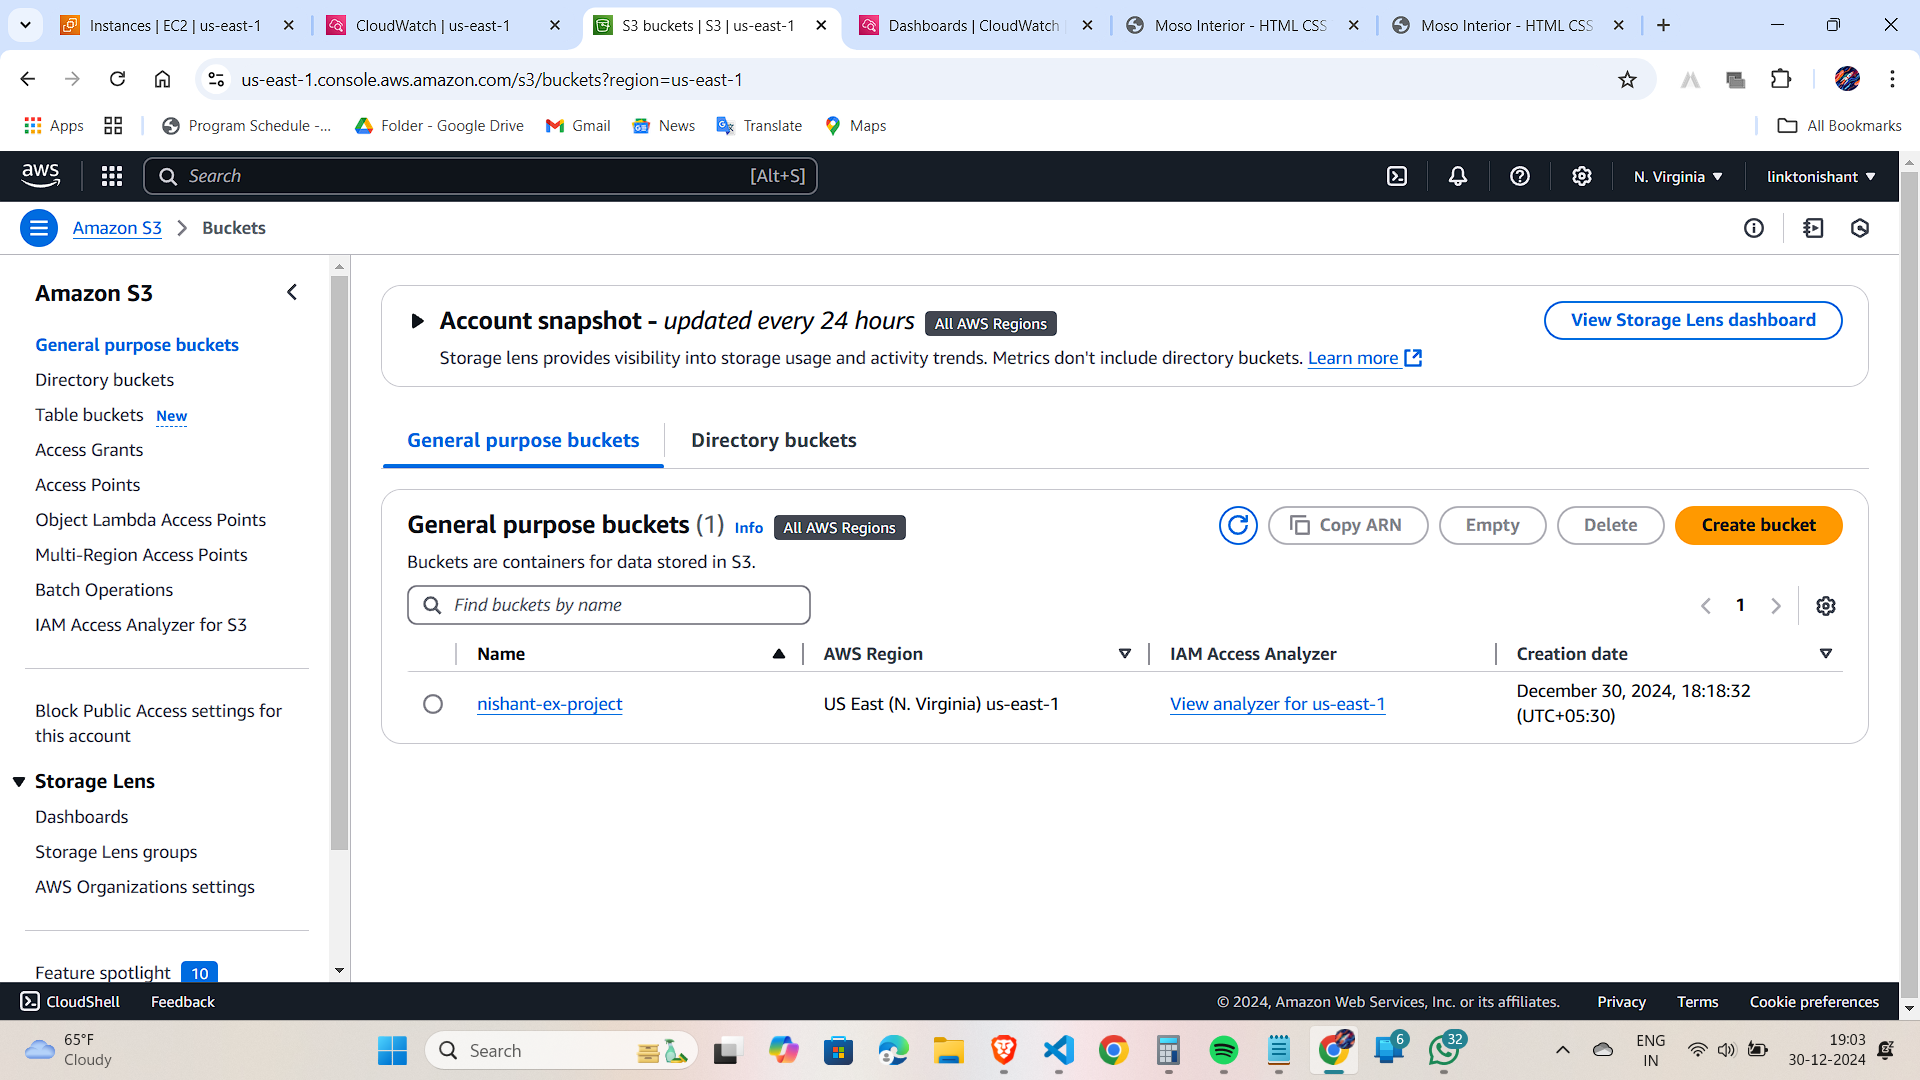 Instances | EC2 | us-east-1
CloudWatch | us-east-1
S3 buckets | S3 | us-east-1
Dashboards | CloudWatch
Moso Interior - HTML CSS
Moso Interior - HTML CSS
us-east-1.console.aws.amazon.com/s3/buckets?region=us-east-1
Apps
Program Schedule -...
Folder - Google Drive
Gmail
News
Translate
Maps
All Bookmarks
aws
Search
[Alt+S]
N. Virginia
linktonishant
Amazon S3
Buckets
Amazon S3
General purpose buckets
Directory buckets
Table buckets New
Access Grants
Access Points
Object Lambda Access Points
Multi-Region Access Points
Batch Operations
IAM Access Analyzer for S3
Block Public Access settings for
this account
Storage Lens
Dashboards
Storage Lens groups
AWS Organizations settings
Feature spotlight 10
Account snapshot - updated every 24 hours All AWS Regions
View Storage Lens dashboard
Storage lens provides visibility into storage usage and activity trends. Metrics don't include directory buckets. Learn more
General purpose buckets
Directory buckets
General purpose buckets (1) Info All AWS Regions
Copy ARN
Empty
Delete
Create bucket
Buckets are containers for data stored in S3.
Find buckets by name
1
Name
AWS Region
IAM Access Analyzer
Creation date
nishant-ex-project
US East (N. Virginia) us-east-1
View analyzer for us-east-1
December 30, 2024, 18:18:32
(UTC+05:30)
CloudShell
Feedback
© 2024, Amazon Web Services, Inc. or its affiliates.
Privacy
Terms
Cookie preferences
65°F
Cloudy
Search
6
32
ENG
IN
19:03
30-12-2024